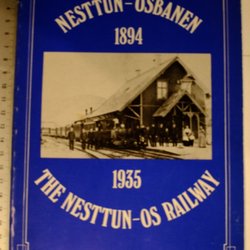 NESTTUN-OSBANEN
1894
1935
THE NESTTUN-OS RAILWAY